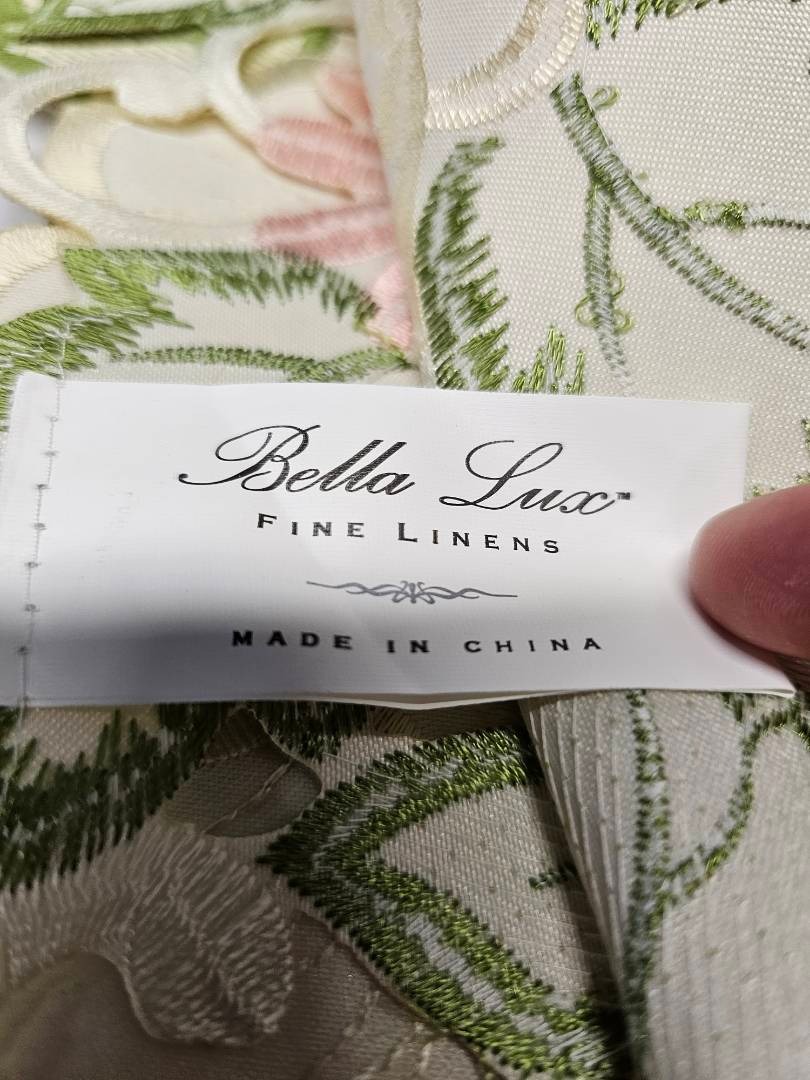 Bella Lux™
FINE LINENS
MADE IN CHINA